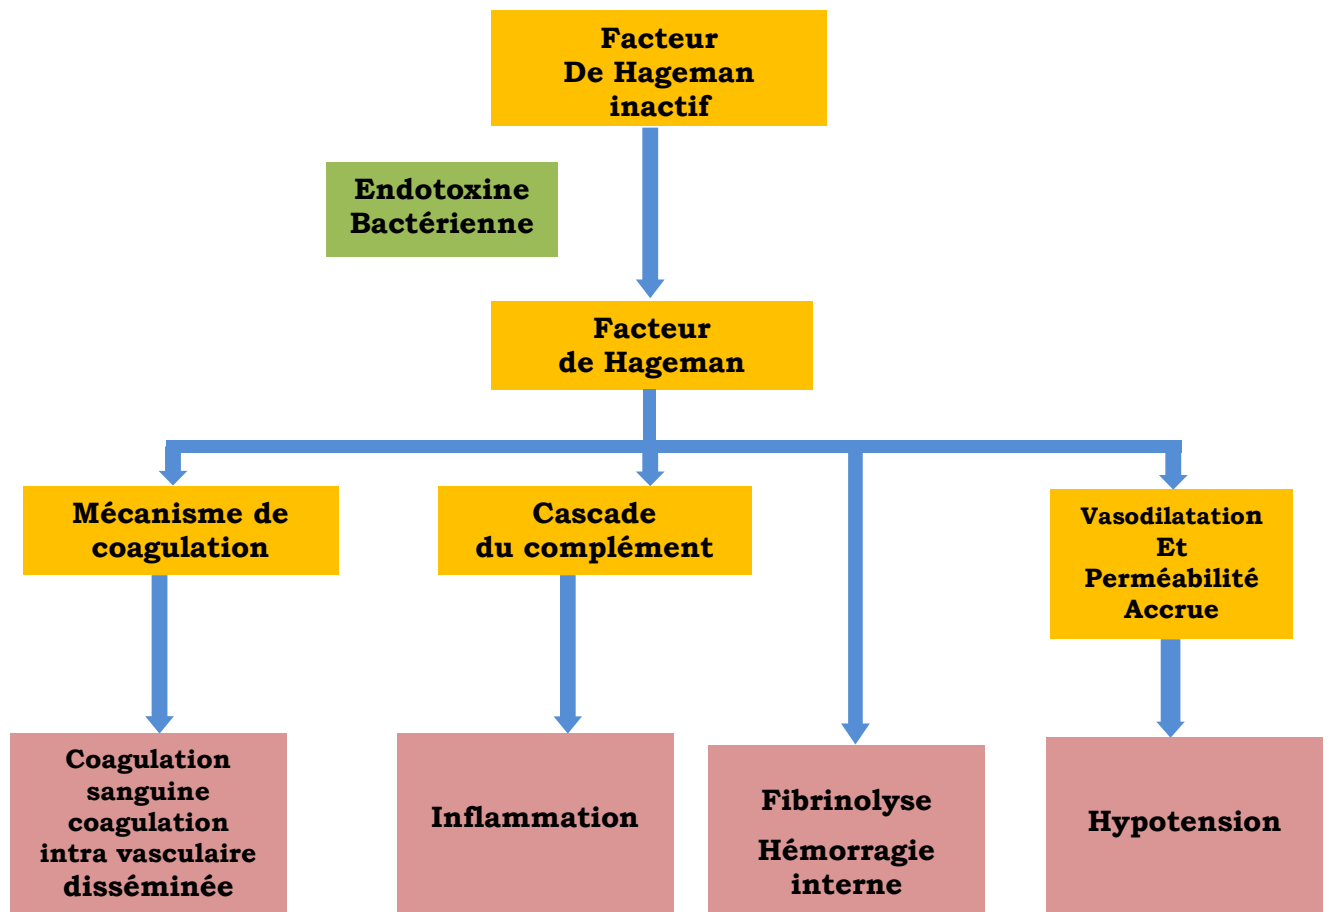 Facteur
De Hageman
inactif
Endotoxine
Bactérienne
Facteur
de Hageman
Mécanisme de
coagulation
Cascade
du complément
Vasodilatation
Et
Perméabilité
Accrue
Coagulation
sanguine
coagulation
intra vasculaire
disséminée
Inflammation
Fibrinolyse
Hémorragie
interne
Hypotension